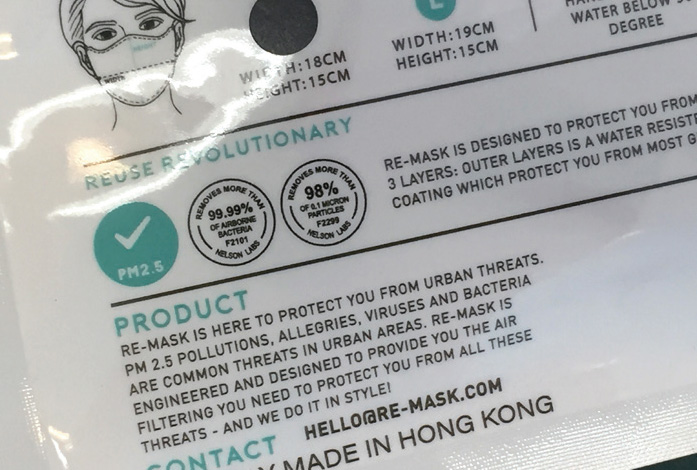 HEIGHT
WIDTH:18CM
HEIGHT:15CM
L
WIDTH:19CM
HEIGHT:15CM
WATER BELOW
DEGREE
REUSE REVOLUTIONARY
PM2.5
REMOVES MORE THAN
99.99%
OF AIRBORNE
BACTERIA
F2101
NELSON LABS
REMOVES MORE THAN
98%
OF 0.1 MICRON
PARTICLES
F2299
NELSON LABS
RE-MASK IS DESIGNED TO PROTECT YOU FROM
3 LAYERS: OUTER LAYERS IS A WATER
COATING WHICH PROTECT YOU FROM MOST
PRODUCT
RE-MASK IS HERE TO PROTECT YOU FROM URBAN THREATS.
PM 2.5 POLLUTIONS, ALLEGRIES, VIRUSES AND BACTERIA
ARE COMMON THREATS IN URBAN AREAS. RE-MASK IS
ENGINEERED AND DESIGNED TO PROVIDE YOU THE AIR
FILTERING YOU NEED TO PROTECT YOU FROM ALL THESE
THREATS - AND WE DO IT IN STYLE!
CONTACT HELLO@RE-MASK.COM
MADE IN HONG KONG